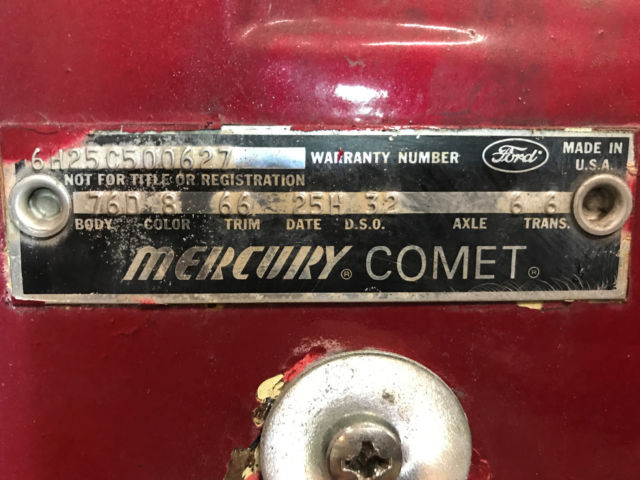 6H25C500627 WARRANTY NUMBER Ford MADE IN U.S.A.
NOT FOR TITLE OR REGISTRATION
76D 8 66 25H 32 6 6
BODY COLOR TRIM DATE D.S.O. AXLE TRANS.
MERCURY® COMET®